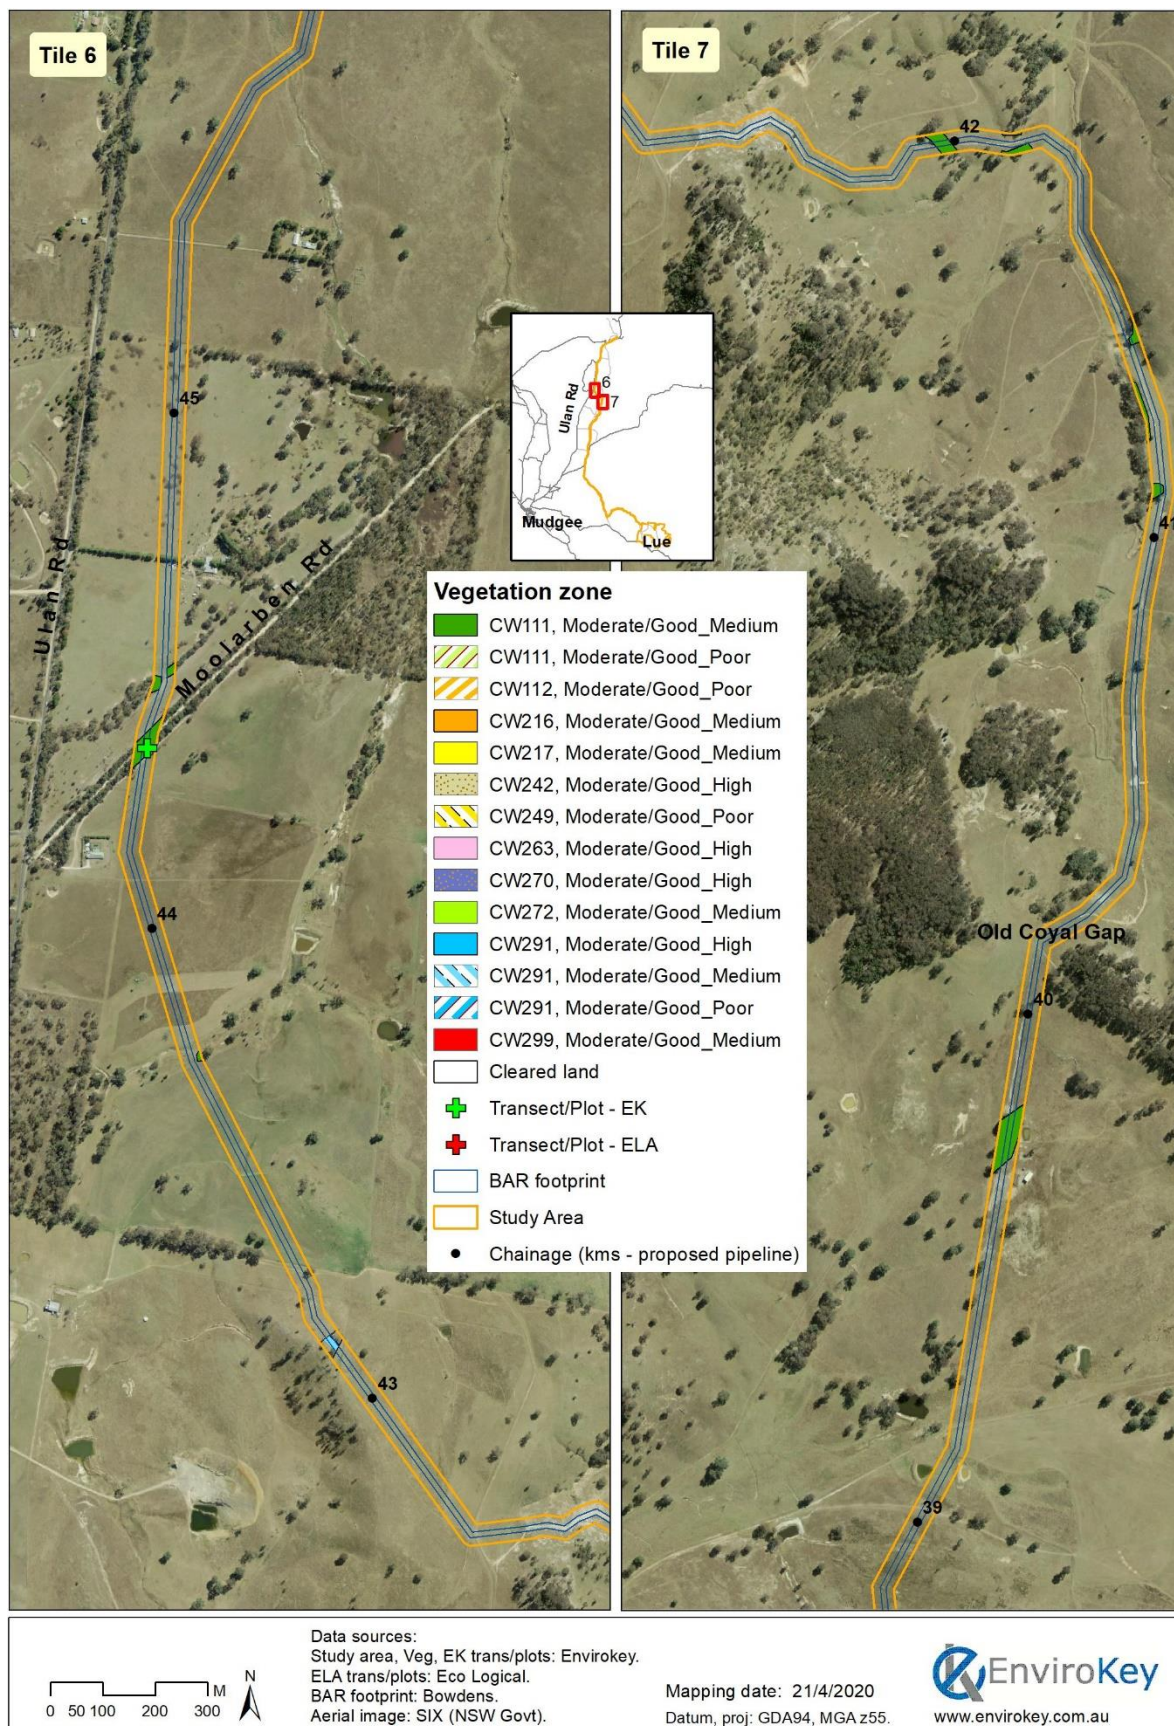 Tile 6
Tile 7
42
45
6
7
Ulan Rd
Mudgee
Lue
41
Ulan Rd
Moolarben Rd
Vegetation zone
CW111, Moderate/Good_Medium
CW111, Moderate/Good_Poor
CW112, Moderate/Good_Poor
CW216, Moderate/Good_Medium
CW217, Moderate/Good_Medium
CW242, Moderate/Good_High
CW249, Moderate/Good_Poor
CW263, Moderate/Good_High
CW270, Moderate/Good_High
CW272, Moderate/Good_Medium
CW291, Moderate/Good_High
CW291, Moderate/Good_Medium
CW291, Moderate/Good_Poor
CW299, Moderate/Good_Medium
Cleared land
Transect/Plot - EK
Transect/Plot - ELA
BAR footprint
Study Area
Chainage (kms - proposed pipeline)
44
Old Coyal Gap
40
43
39
0 50 100 200 300 M
N
Data sources:
Study area, Veg, EK trans/plots: Envirokey.
ELA trans/plots: Eco Logical.
BAR footprint: Bowdens.
Aerial image: SIX (NSW Govt).
Mapping date: 21/4/2020
Datum, proj: GDA94, MGA z55.
EnviroKey
www.envirokey.com.au